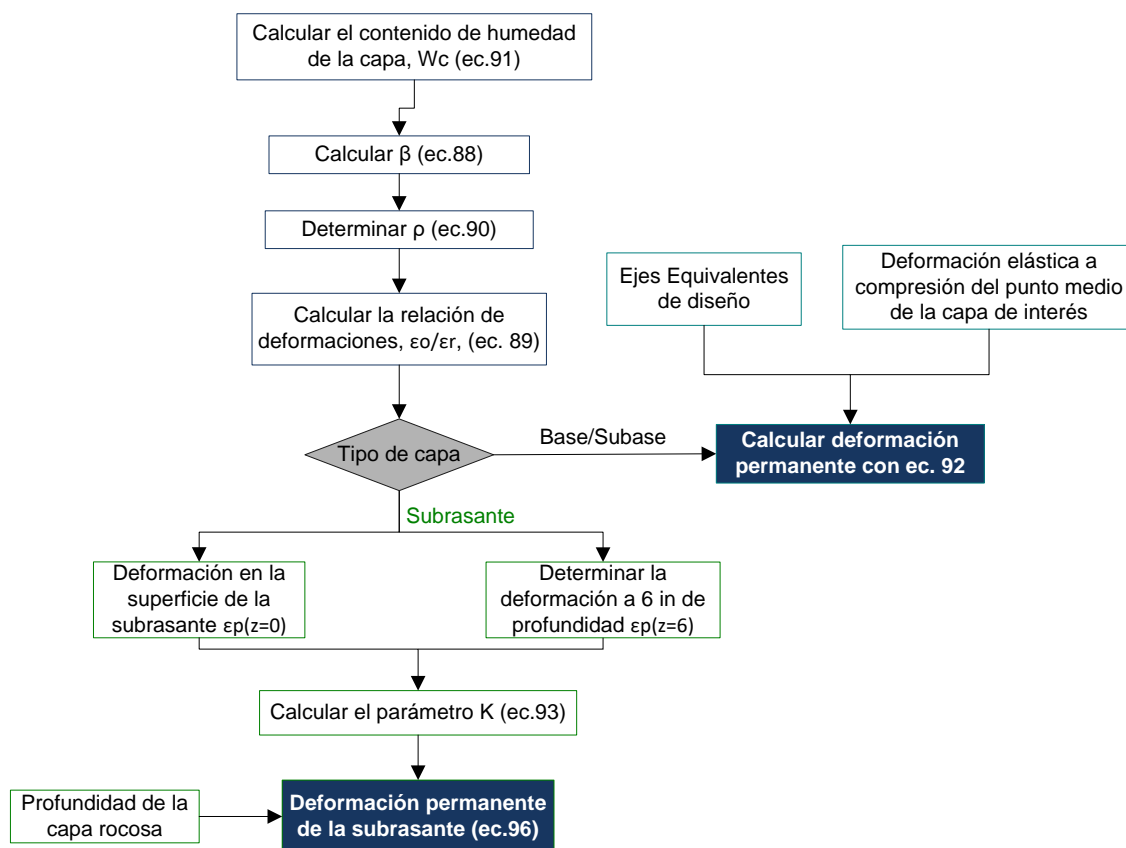 Calcular el contenido de humedad
de la capa, Wc (ec.91)
Calcular β (ec.88)
Determinar ρ (ec.90)
Calcular la relación de
deformaciones, εo/εr, (ec. 89)
Ejes Equivalentes
de diseño
Deformación elástica a
compresión del punto medio
de la capa de interés
Tipo de capa
Base/Subase
Calcular deformación
permanente con ec. 92
Subrasante
Deformación en la
superficie de la
subrasante εp(z=0)
Determinar la
deformación a 6 in de
profundidad εp(z=6)
Calcular el parámetro K (ec.93)
Profundidad de la
capa rocosa
Deformación permanente
de la subrasante (ec.96)